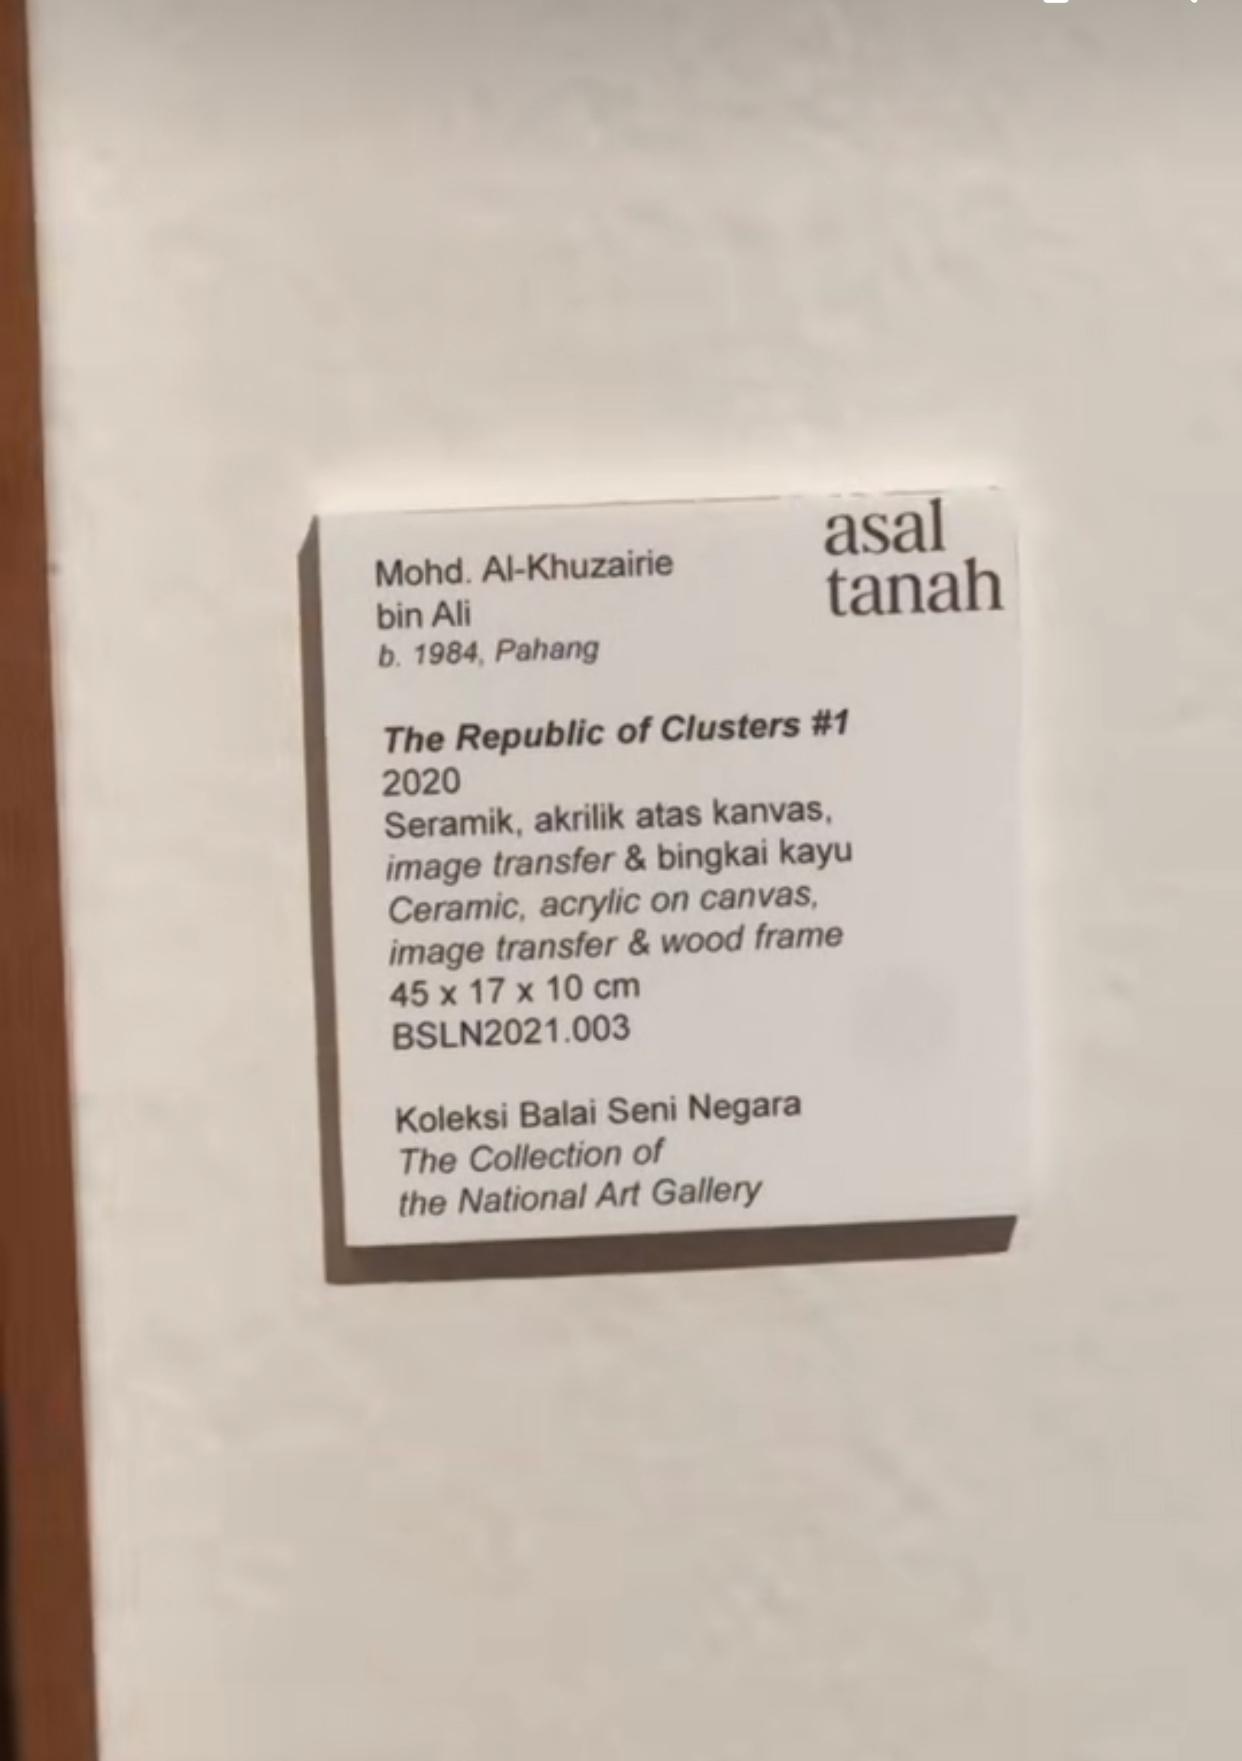 asal
tanah
Mohd. Al-Khuzairie
bin Ali
b. 1984, Pahang
The Republic of Clusters #1
2020
Seramik, akrilik atas kanvas,
image transfer & bingkai kayu
Ceramic, acrylic on canvas,
image transfer & wood frame
45 x 17 x 10 cm
BSLN2021.003
Koleksi Balai Seni Negara
The Collection of
the National Art Gallery